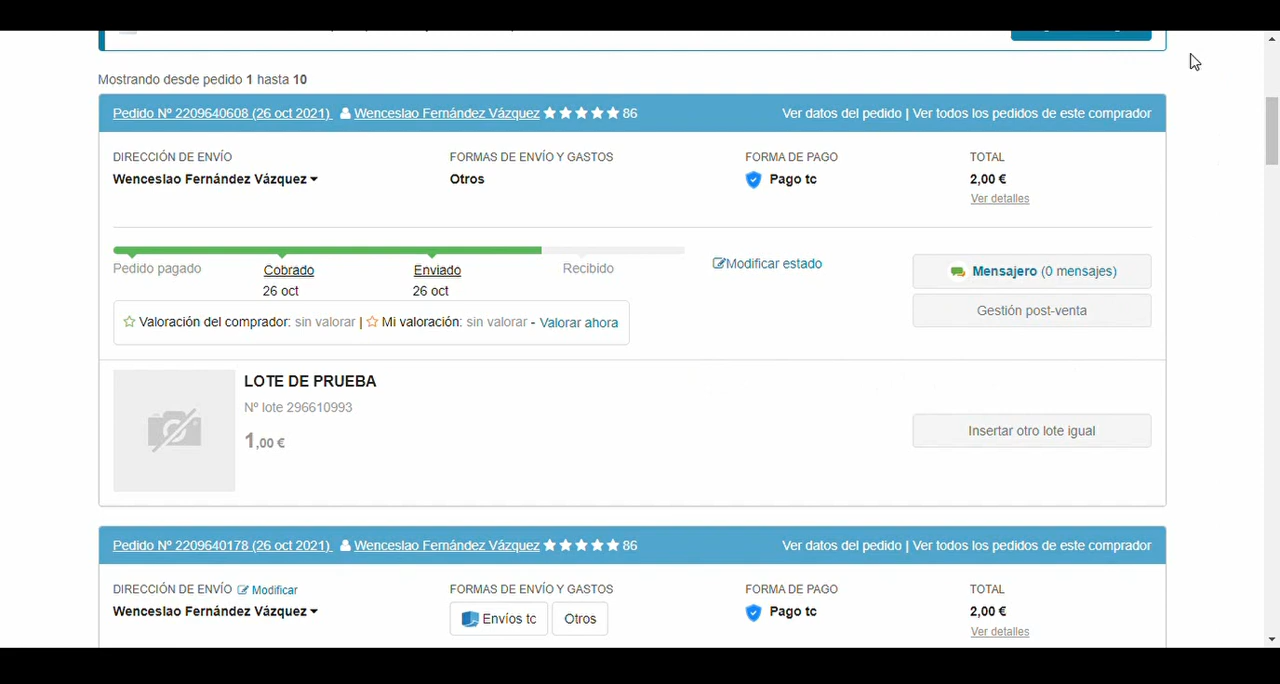 Mostrando desde pedido 1 hasta 10
Pedido Nº 2209640608 (26 oct 2021) Wenceslao Fernández Vázquez 86 Ver datos del pedido | Ver todos los pedidos de este comprador
DIRECCIÓN DE ENVÍO FORMAS DE ENVÍO Y GASTOS FORMA DE PAGO TOTAL
Wenceslao Fernández Vázquez Otros Pago tc 2,00 €
Ver detalles
Pedido pagado Cobrado Enviado Recibido Modificar estado Mensajero (0 mensajes)
26 oct 26 oct
Gestión post-venta
Valoración del comprador: sin valorar | Mi valoración: sin valorar - Valorar ahora
LOTE DE PRUEBA
Nº lote 296610993
1,00 €
Insertar otro lote igual
Pedido Nº 2209640178 (26 oct 2021) Wenceslao Fernández Vázquez 86 Ver datos del pedido | Ver todos los pedidos de este comprador
DIRECCIÓN DE ENVÍO Modificar FORMAS DE ENVÍO Y GASTOS FORMA DE PAGO TOTAL
Wenceslao Fernández Vázquez Envíos tc Otros Pago tc 2,00 €
Ver detalles